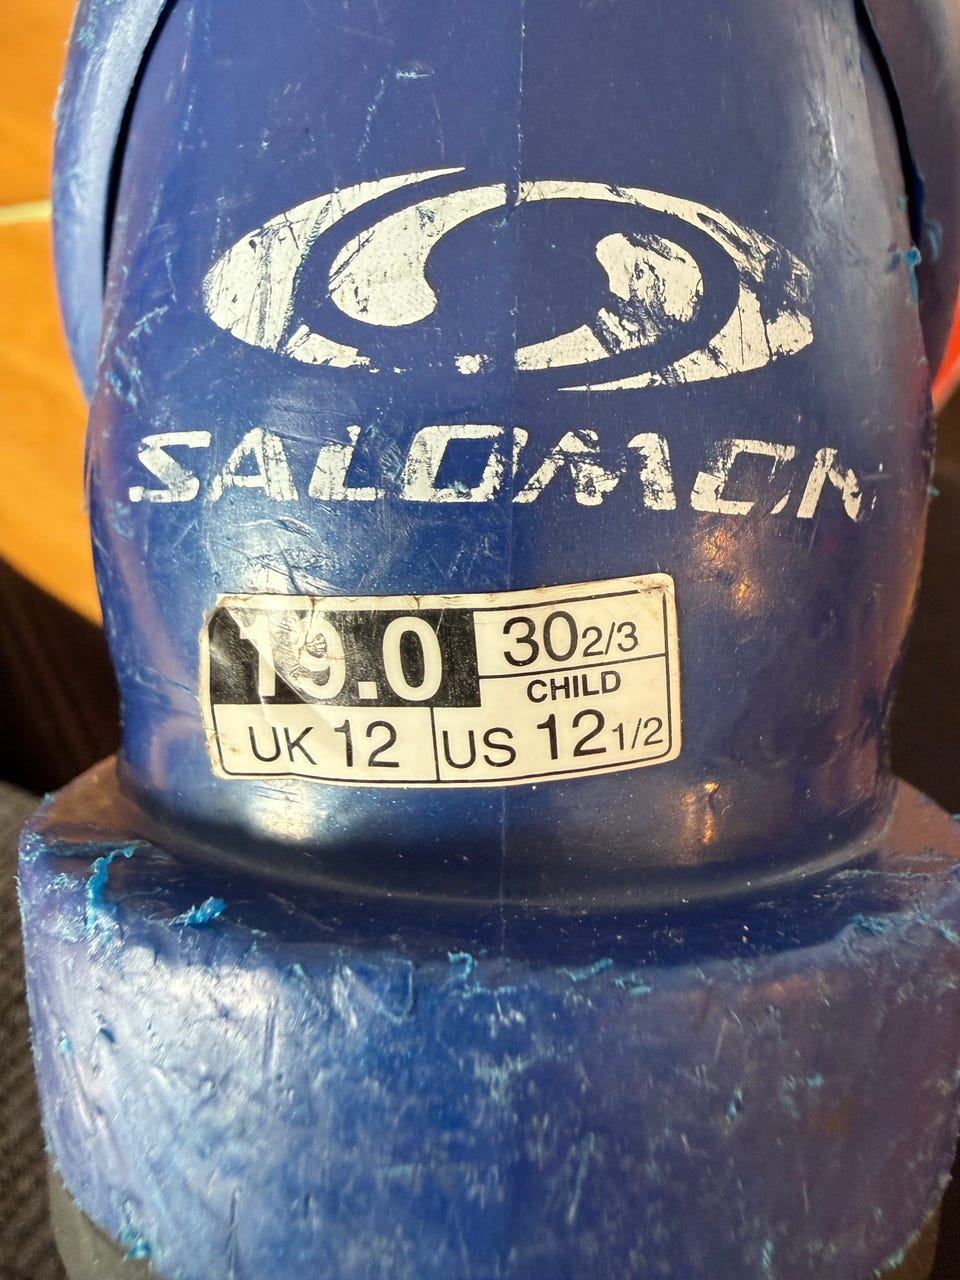 SALOMON
19.0
30 2/3
CHILD
UK 12
US 12 1/2